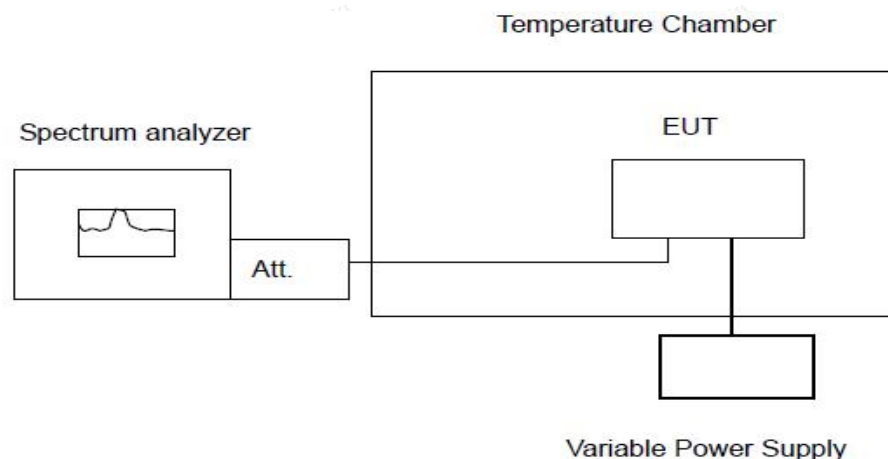 Temperature Chamber
Spectrum analyzer
EUT
Att.
Variable Power Supply